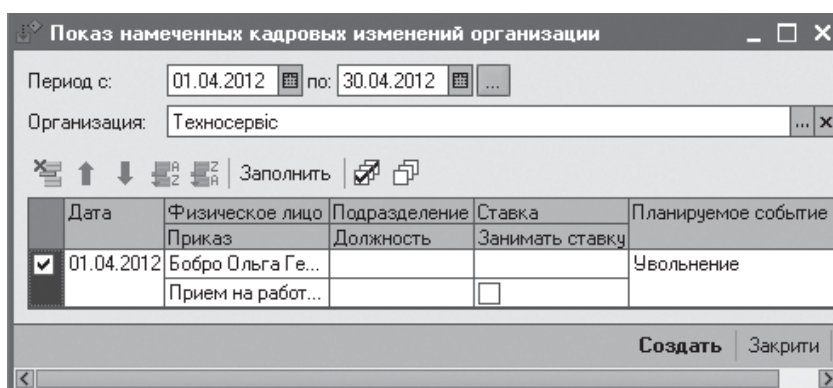 Показ намеченных кадровых изменений организации
Период с: 01.04.2012 по: 30.04.2012 ...
Организация: Техносервіс ...
Заполнить
Дата Физическое лицо Подразделение Ставка Планируемое событие
Приказ Должность Занимать ставку
01.04.2012 Бобро Ольга Ге... Увольнение
Прием на работ...
Создать Закрити